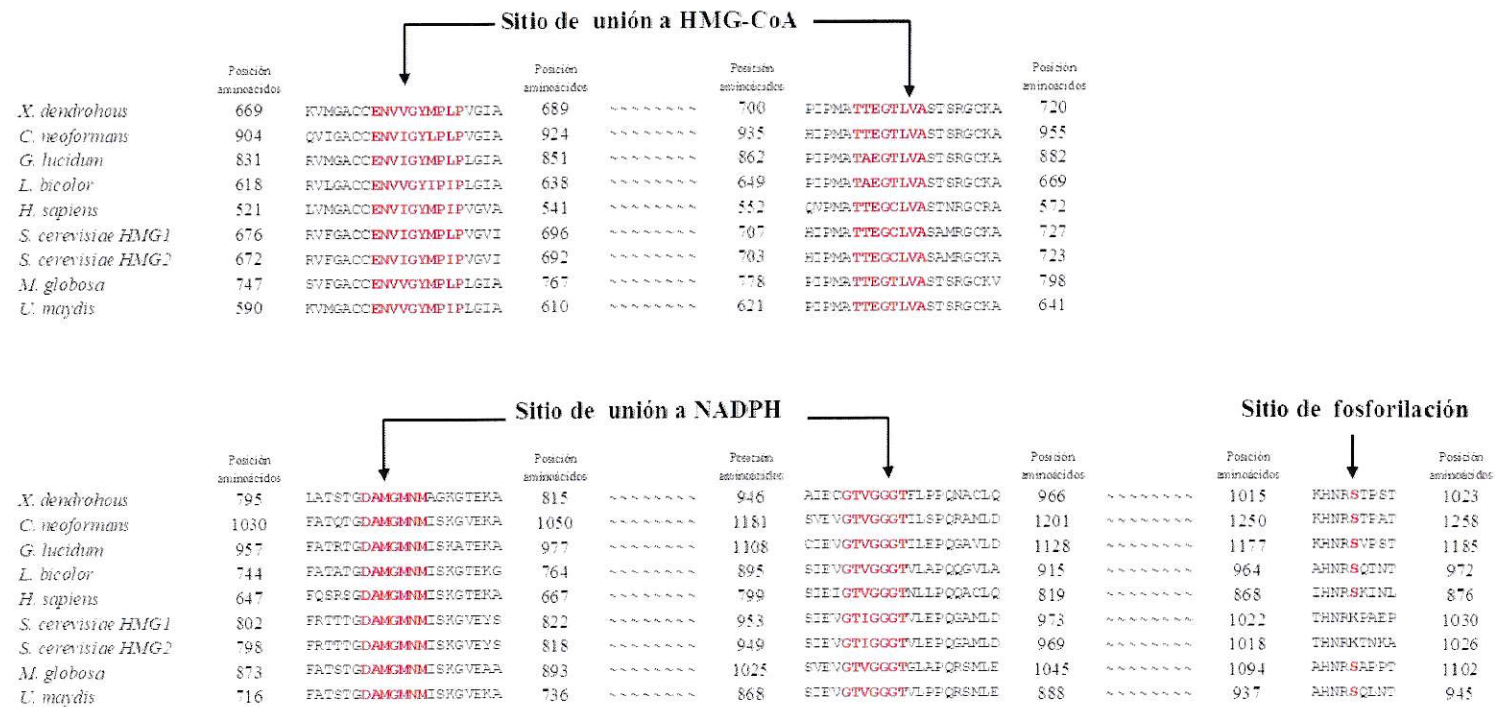 Sitio de unión a HMG-CoA
Posición aminoácidos Posición aminoácidos Posición aminoácidos Posición aminoácidos
X. dendrohous 669 KVMGACCENVVGYMPLPVGIA 689 ~~~~~~~~ 700 PIPMATTEGTLVASTSRGCKA 720
C. neoformans 904 QVIGACCENVIGYLPLPVGIA 924 ~~~~~~~~ 935 HIPMATTEGTLVASTSRGCKA 955
G. lucidum 831 RVMGACCENVIGYMPLPLGIA 851 ~~~~~~~~ 862 PIPMATAEGTLVASTSRGCKA 882
L. bicolor 618 RVLGACCENVVGYIPIPLGIA 638 ~~~~~~~~ 649 PIPMATAEGTLVASTSRGCKA 669
H. sapiens 521 LVMGACCENVIGYMPIPVGVA 541 ~~~~~~~~ 552 QVPMATTEGCLVASTNRGCRA 572
S. cerevisiae HMG1 676 RVFGACCENVIGYMPLPVGVI 696 ~~~~~~~~ 707 HIPMATTEGCLVASAMRGCKA 727
S. cerevisiae HMG2 672 RVFGACCENVIGYMPIPVGVI 692 ~~~~~~~~ 703 HIPMATTEGCLVASAMRGCKA 723
M. globosa 747 SVFGACCENVIGYMPLPLGIA 767 ~~~~~~~~ 778 PIPMATTEGTLVASTSRGCKV 798
U. maydis 590 KVMGACCENVVGYMPIPLGIA 610 ~~~~~~~~ 621 PIPMATTEGTLVASTSRGCKA 641
Sitio de unión a NADPH Sitio de fosforilación
Posición aminoácidos Posición aminoácidos Posición aminoácidos Posición aminoácidos Posición aminoácidos Posición aminoácidos
X. dendrohous 795 LATSTGDAMGMNMAGKGTEKA 815 ~~~~~~~~ 946 AIECGTVGGGTFLPPQNACLQ 966 ~~~~~~~~ 1015 KHNRSTPST 1023
C. neoformans 1030 FATQTGDAMGMNMISKGVEKA 1050 ~~~~~~~~ 1181 SVEVGTVGGGTILSPQRAMLD 1201 ~~~~~~~~ 1250 KHNRSTPAT 1258
G. lucidum 957 FATRTGDAMGMNMISKATEKA 977 ~~~~~~~~ 1108 CIEVGTVGGGTILEPQGAVLD 1128 ~~~~~~~~ 1177 KHNRSVPST 1185
L. bicolor 744 FATATGDAMGMNMISKGTEKG 764 ~~~~~~~~ 895 SIEVGTVGGGTVLAPQQGVLA 915 ~~~~~~~~ 964 AHNRSQTNT 972
H. sapiens 647 FQSRSGDAMGMNMISKGTEKA 667 ~~~~~~~~ 799 SIEIGTVGGGTNLLPQQACLQ 819 ~~~~~~~~ 868 IHNRSKINL 876
S. cerevisiae HMG1 802 FRTTTGDAMGMNMISKGVEYS 822 ~~~~~~~~ 953 SIEVGTIGGGTVLEPQGAMLD 973 ~~~~~~~~ 1022 THNRKPAEP 1030
S. cerevisiae HMG2 798 FRTTTGDAMGMNMISKGVEYS 818 ~~~~~~~~ 949 SIEVGTIGGGTVLEPQGAMLD 969 ~~~~~~~~ 1018 THNRKTNKA 1026
M. globosa 873 FATSTGDAMGMNMISKGVEAA 893 ~~~~~~~~ 1025 SVEVGTVGGGTGLAPQRSMLE 1045 ~~~~~~~~ 1094 AHNRSAPPT 1102
U. maydis 716 FATSTGDAMGMNMISKGVEKA 736 ~~~~~~~~ 868 SIEVGTVGGGTVLPPQRSMLE 888 ~~~~~~~~ 937 AHNRSQLNT 945